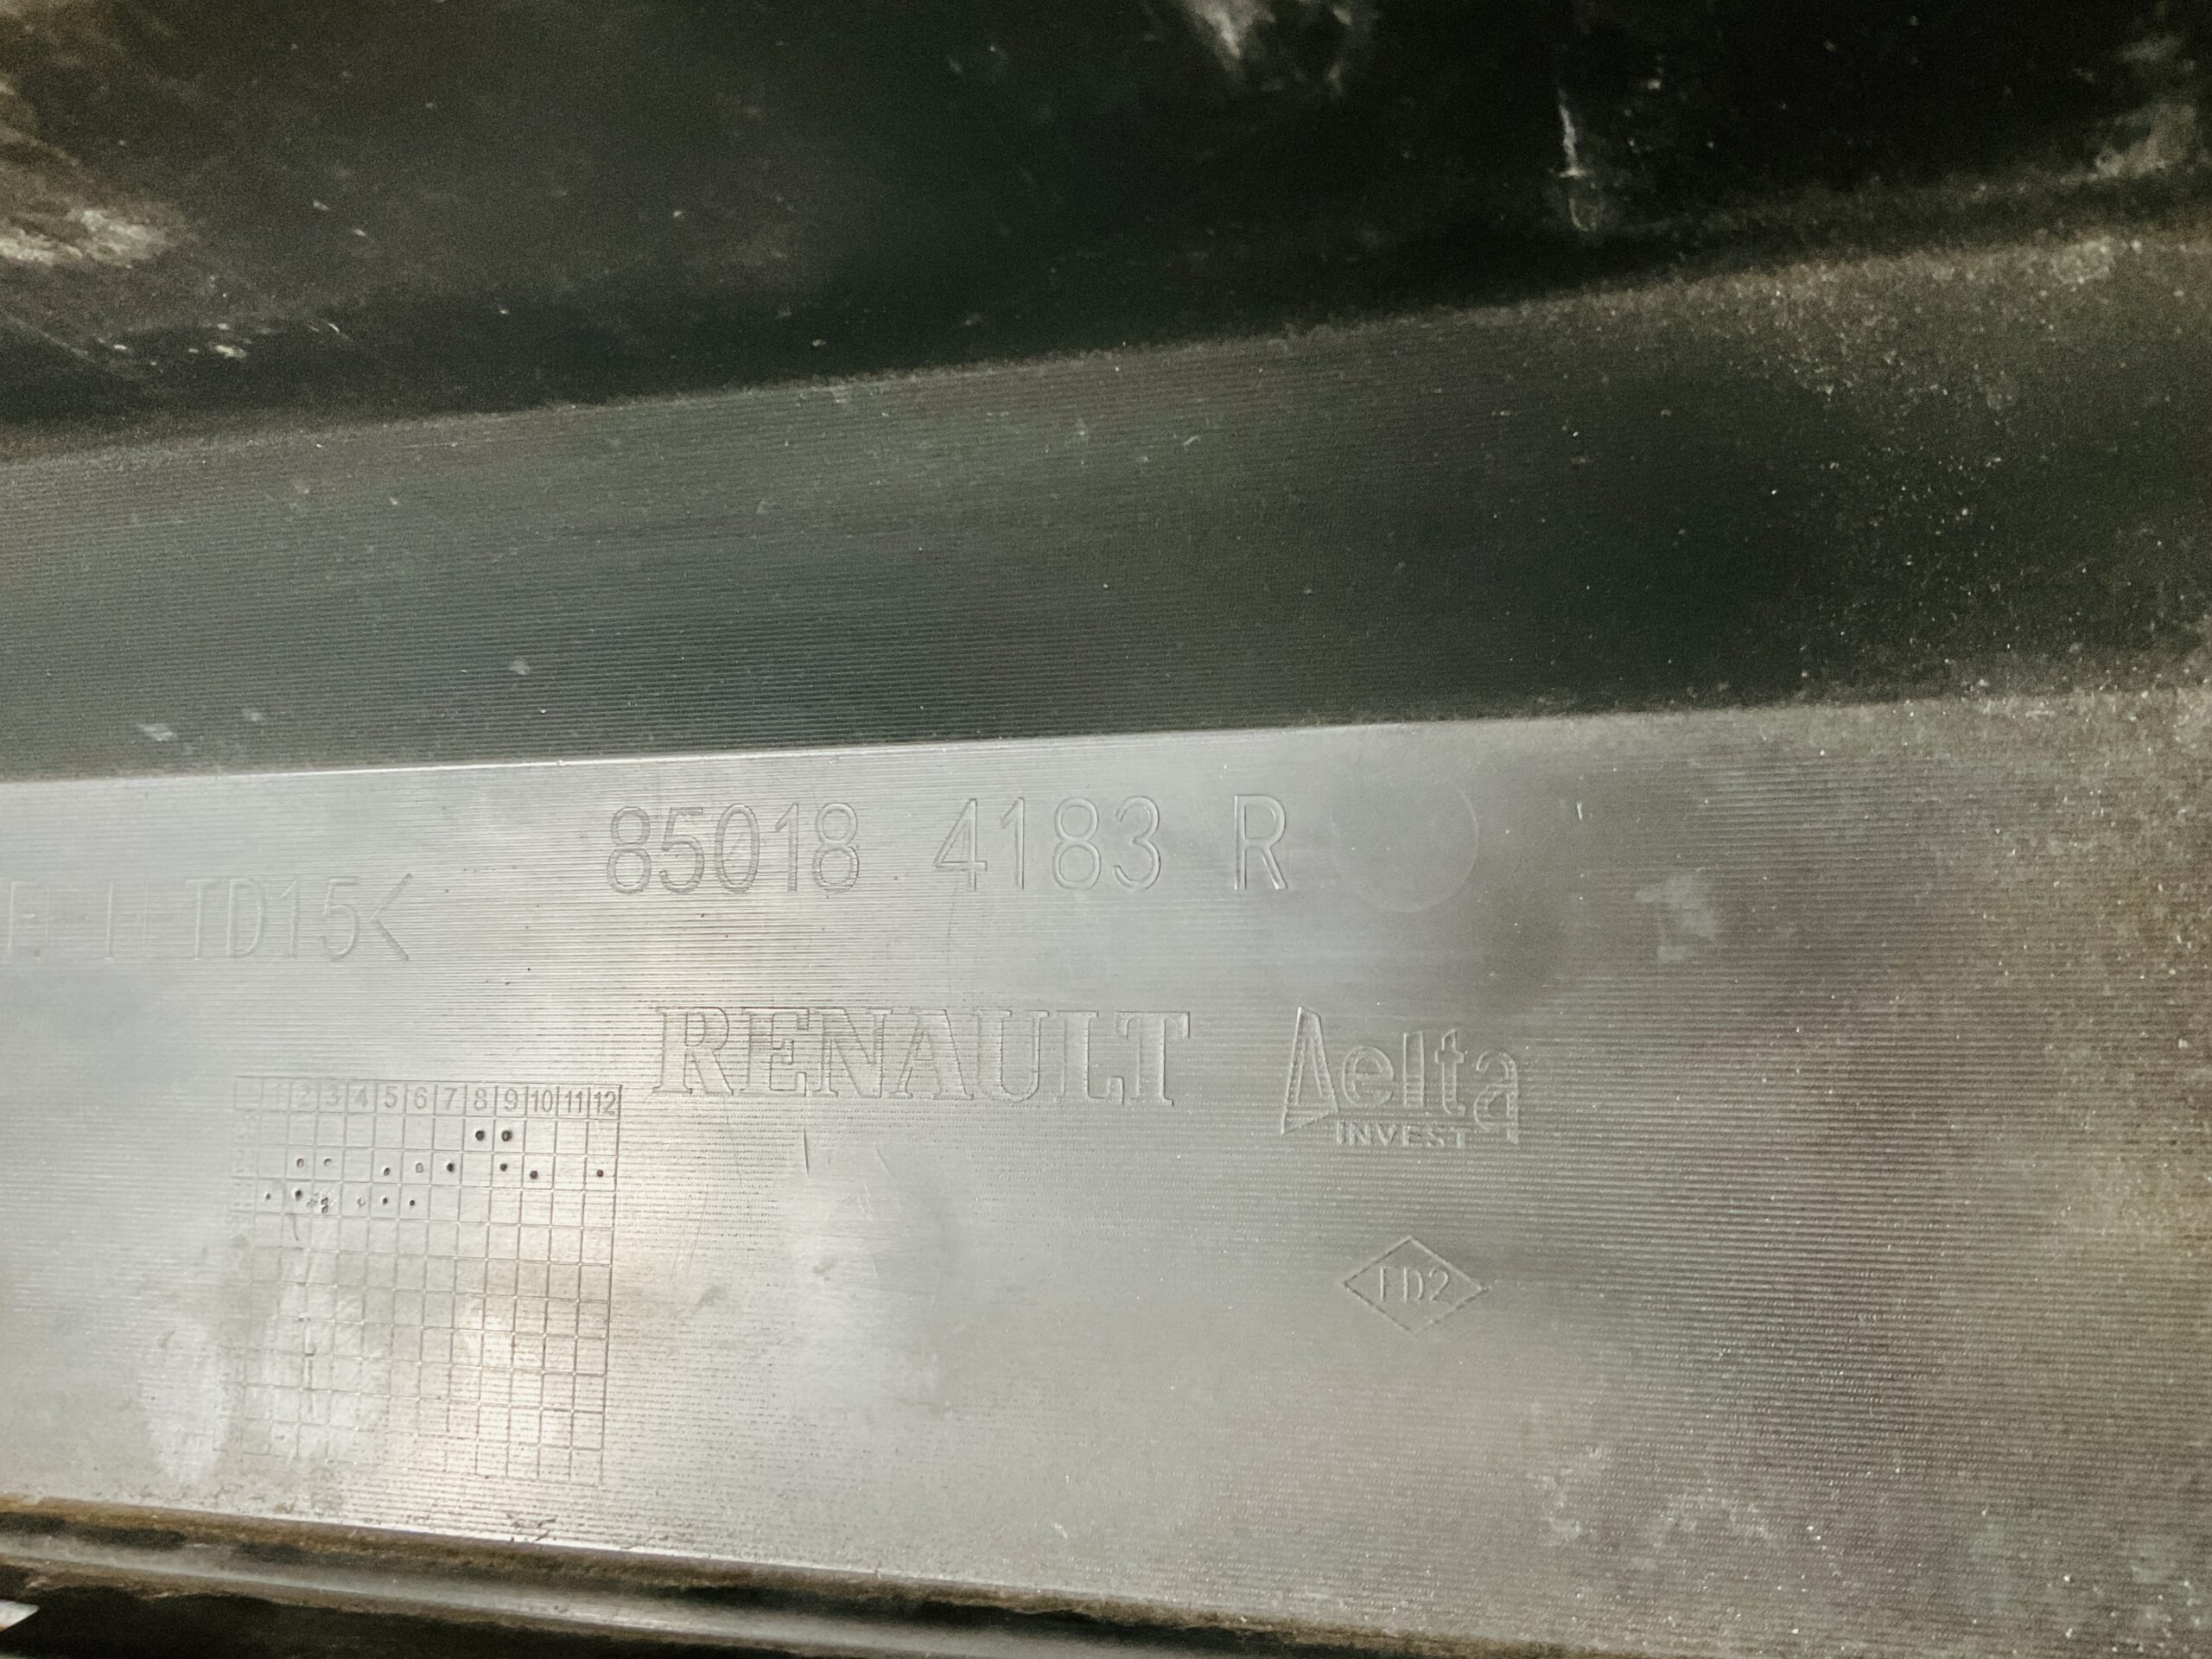 85018 4183 R
TD15<
RENAULT
Aelta
INVEST
1 2 3 4 5 6 7 8 9 10 11 12
FD2